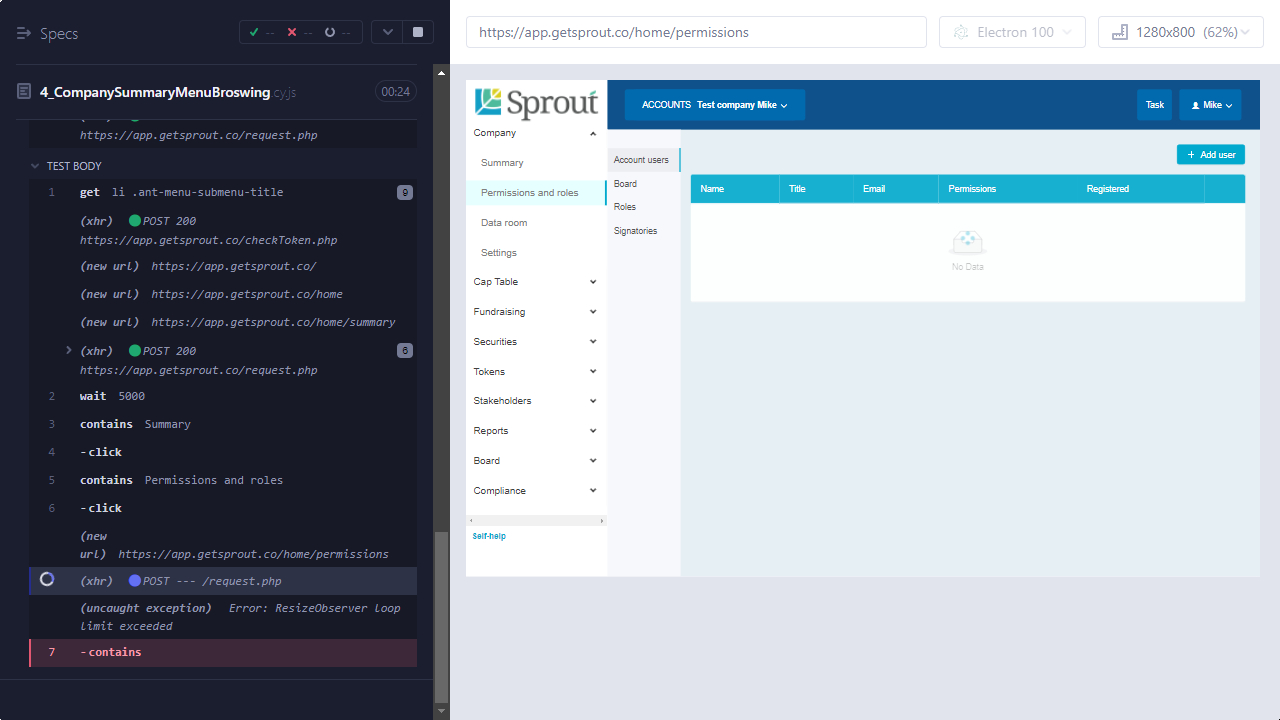 Specs
-- -- --
4_CompanySummaryMenuBroswing.cy.js 00:24
https://app.getsprout.co/request.php
TEST BODY
1 get li .ant-menu-submenu-title 9
(xhr) POST 200
https://app.getsprout.co/checkToken.php
(new url) https://app.getsprout.co/
(new url) https://app.getsprout.co/home
(new url) https://app.getsprout.co/home/summary
(xhr) POST 200 6
https://app.getsprout.co/request.php
2 wait 5000
3 contains Summary
4 -click
5 contains Permissions and roles
6 -click
(new
url) https://app.getsprout.co/home/permissions
(xhr) POST --- /request.php
(uncaught exception) Error: ResizeObserver loop
limit exceeded
7 -contains
https://app.getsprout.co/home/permissions
Electron 100
1280x800 (62%)
Sprout
Company
Summary
Permissions and roles
Data room
Settings
Cap Table
Fundraising
Securities
Tokens
Stakeholders
Reports
Board
Compliance
Self-help
ACCOUNTS Test company Mike
Task
Mike
Account users
Board
Roles
Signatories
+ Add user
Name Title Email Permissions Registered
No Data